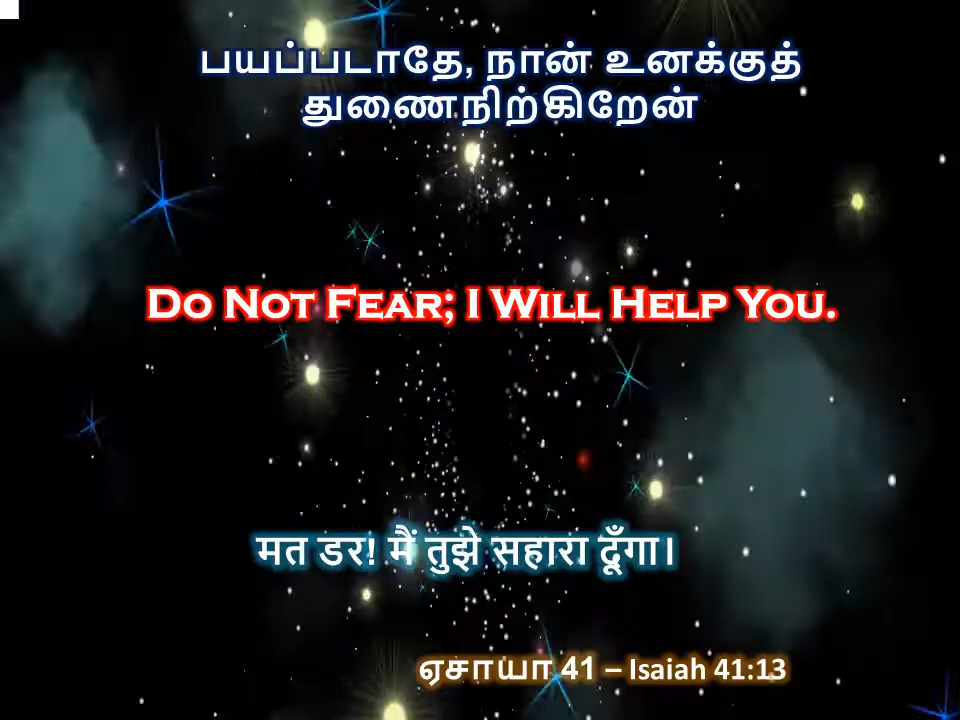 பயப்படாதே, நான் உனக்குத்
துணைநிற்கிறேன்
Do Not Fear; I Will Help You.
मत डर! मैं तुझे सहारा दूँगा।
ஏசாயா 41 – Isaiah 41:13